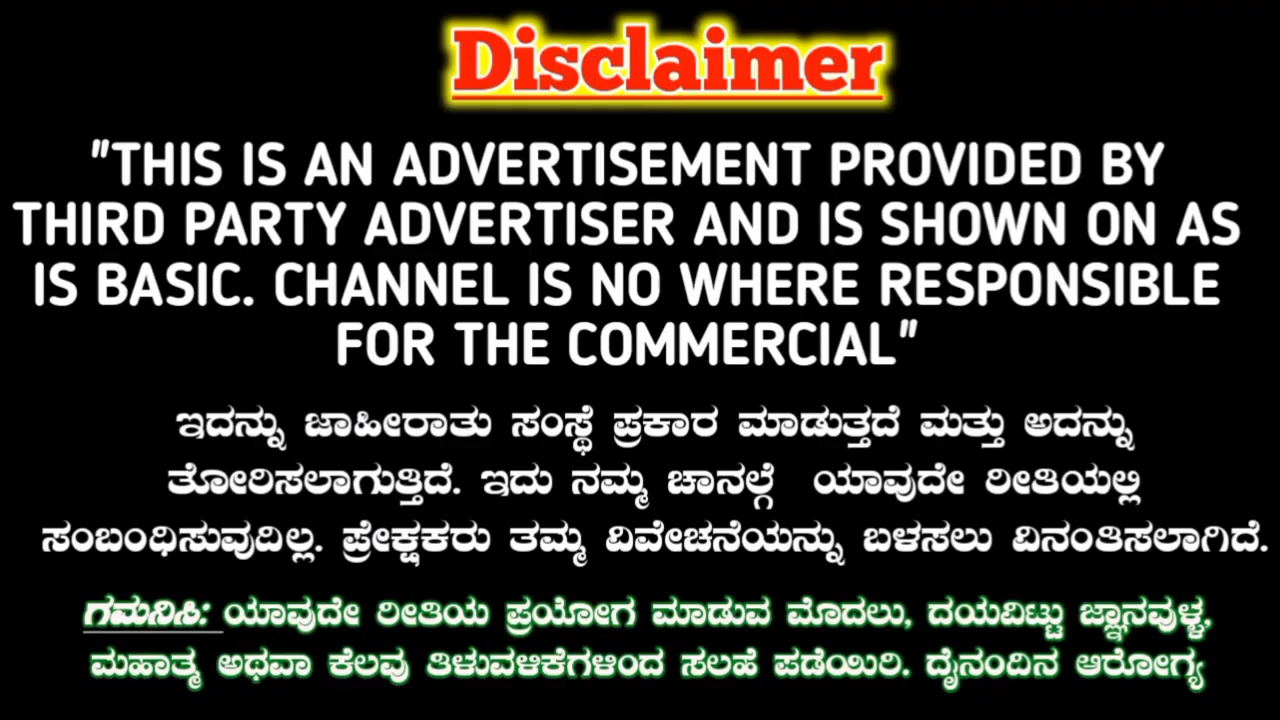 Disclaimer
"THIS IS AN ADVERTISEMENT PROVIDED BY
THIRD PARTY ADVERTISER AND IS SHOWN ON AS
IS BASIC. CHANNEL IS NO WHERE RESPONSIBLE
FOR THE COMMERCIAL"
ಇದನ್ನು ಜಾಹೀರಾತು ಸಂಸ್ಥೆ ಪ್ರಕಾರ ಮಾಡುತ್ತದೆ ಮತ್ತು ಅದನ್ನು
ತೋರಿಸಲಾಗುತ್ತಿದೆ. ಇದು ನಮ್ಮ ಚಾನಲ್ಗೆ ಯಾವುದೇ ರೀತಿಯಲ್ಲಿ
ಸಂಬಂಧಿಸುವುದಿಲ್ಲ. ಪ್ರೇಕ್ಷಕರು ತಮ್ಮ ವಿವೇಚನೆಯನ್ನು ಬಳಸಲು ವಿನಂತಿಸಲಾಗಿದೆ.
ಗಮನಿಸಿ: ಯಾವುದೇ ರೀತಿಯ ಪ್ರಯೋಗ ಮಾಡುವ ಮೊದಲು, ದಯವಿಟ್ಟು ಜ್ಞಾನವುಳ್ಳ,
ಮಹಾತ್ಮ ಅಥವಾ ಕೆಲವು ತಿಳುವಳಿಕೆಗಳಿಂದ ಸಲಹೆ ಪಡೆಯಿರಿ. ದೈನಂದಿನ ಆರೋಗ್ಯ